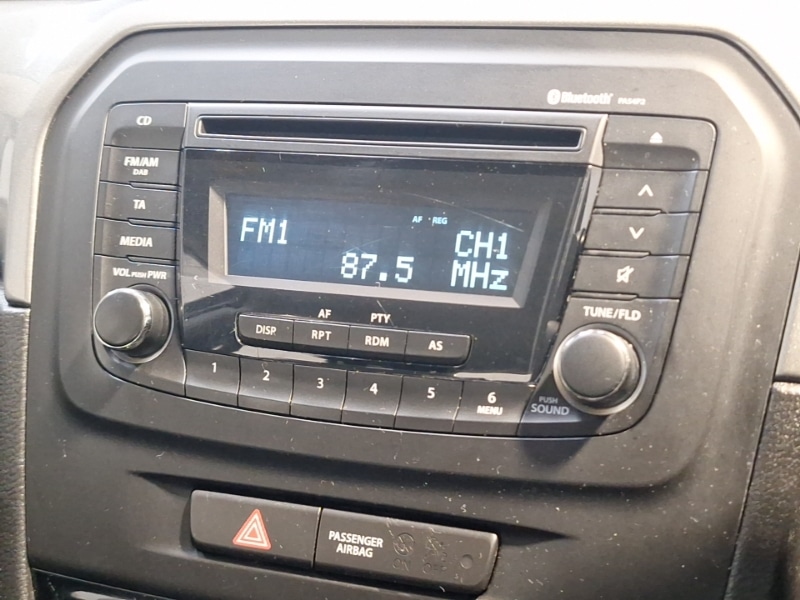 Bluetooth
CD
FM/AM
DAB
TA
MEDIA
VOL PUSH PWR
AF REG
FM1 CH1
87.5 MHz
TUNE/FLD
AF PTY
DISP RPT RDM AS
1 2 3 4 5 6
MENU
PUSH
SOUND
PASSENGER
AIRBAG